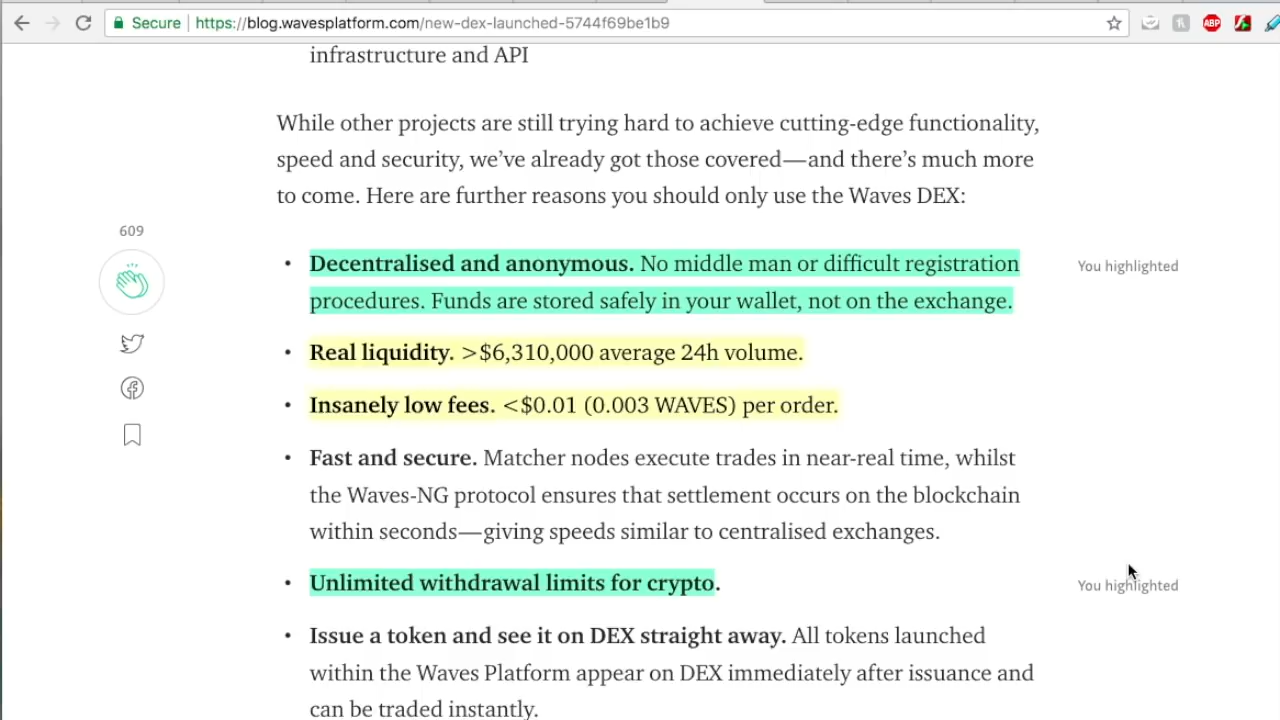 Secure | https://blog.wavesplatform.com/new-dex-launched-5744f69be1b9
ABP
infrastructure and API
While other projects are still trying hard to achieve cutting-edge functionality,
speed and security, we’ve already got those covered—and there’s much more
to come. Here are further reasons you should only use the Waves DEX:
609
• Decentralised and anonymous. No middle man or difficult registration
You highlighted
procedures. Funds are stored safely in your wallet, not on the exchange.
• Real liquidity. >$6,310,000 average 24h volume.
• Insanely low fees. <$0.01 (0.003 WAVES) per order.
• Fast and secure. Matcher nodes execute trades in near-real time, whilst
the Waves-NG protocol ensures that settlement occurs on the blockchain
within seconds—giving speeds similar to centralised exchanges.
• Unlimited withdrawal limits for crypto.
You highlighted
• Issue a token and see it on DEX straight away. All tokens launched
within the Waves Platform appear on DEX immediately after issuance and
can be traded instantly.